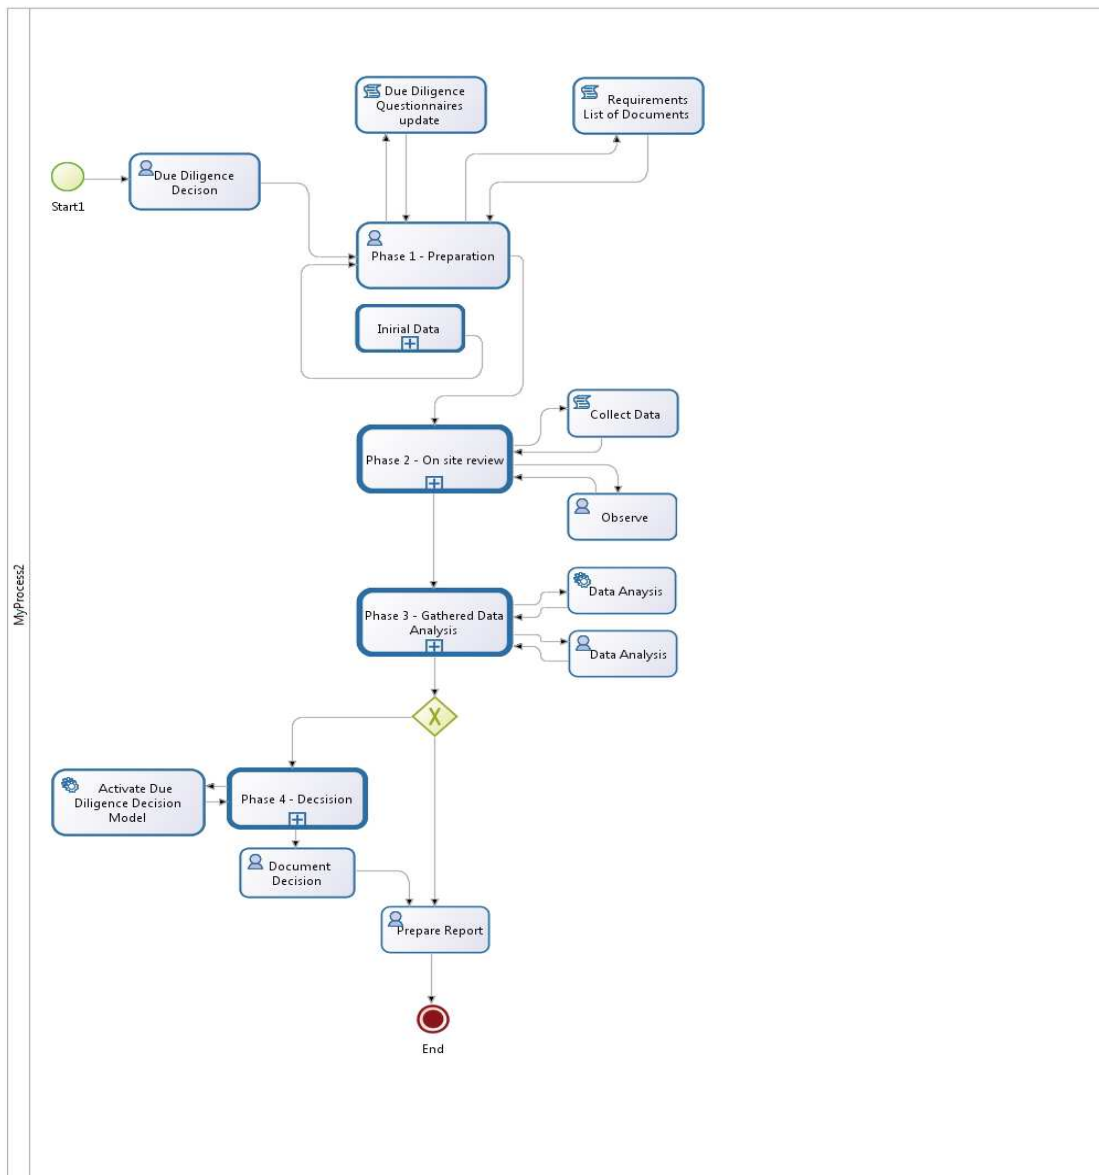 MyProcess2
Due Diligence
Questionnaires
update
Requirements
List of Documents
Start1
Due Diligence
Decison
Phase 1 - Preparation
Inirial Data
Collect Data
Phase 2 - On site review
Observe
Data Anaysis
Phase 3 - Gathered Data
Analysis
Data Analysis
X
Activate Due
Diligence Decision
Model
Phase 4 - Decsision
Document
Decision
Prepare Report
End